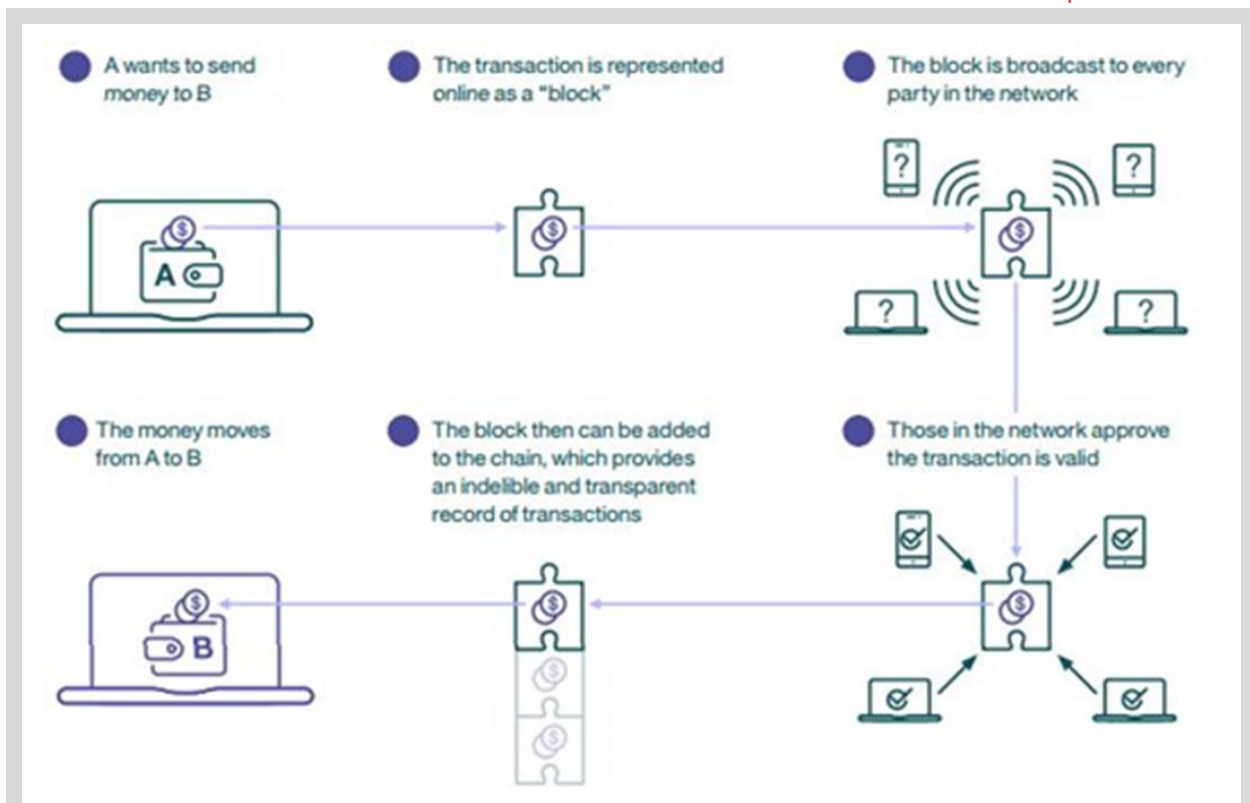 A wants to send
money to B
The transaction is represented
online as a “block”
The block is broadcast to every
party in the network
$
A
$
$
?
?
?
?
The money moves
from A to B
The block then can be added
to the chain, which provides
an indelible and transparent
record of transactions
Those in the network approve
the transaction is valid
$
B
$
$
$
$